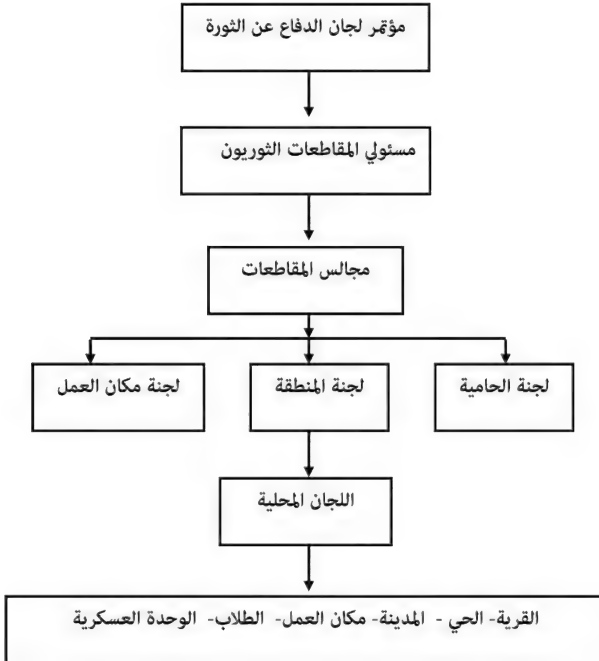 مؤتمر لجان الدفاع عن الثورة
مسئولي المقاطعات الثوريون
مجالس المقاطعات
لجنة الحامية
لجنة المنطقة
لجنة مكان العمل
اللجان المحلية
القرية- الحي - المدينة- مكان العمل- الطلاب- الوحدة العسكرية